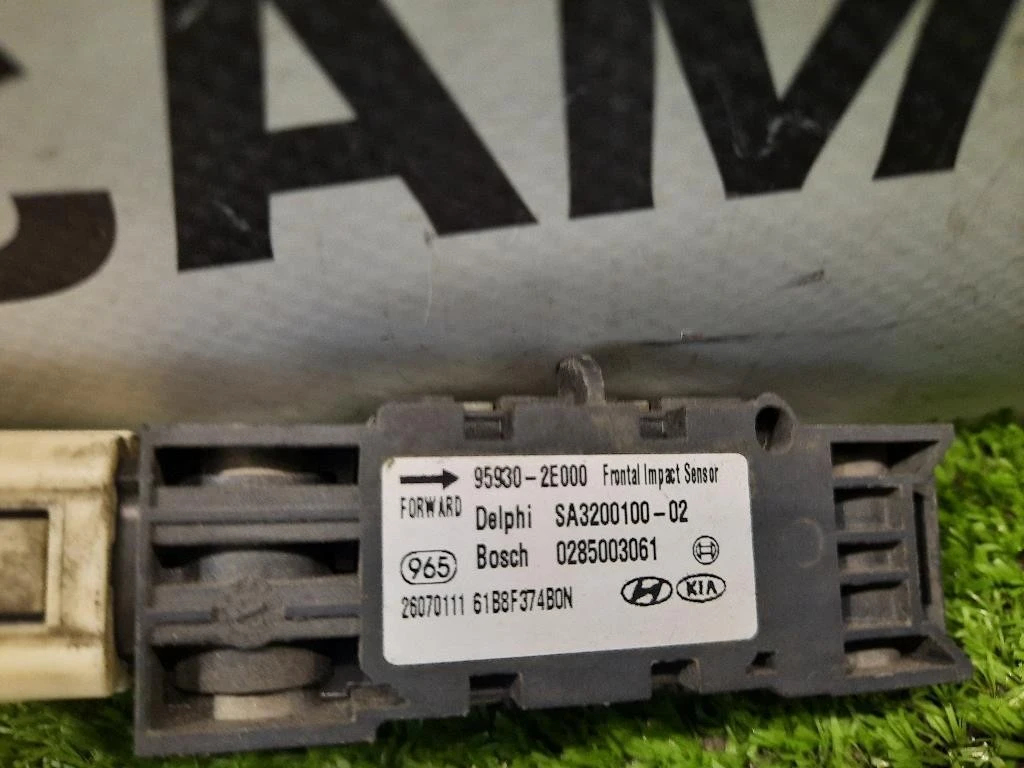 CAM
95930-2E000 Frontal Impact Sensor
FORWARD
Delphi SA3200100-02
965 Bosch 0285003061
26070111 61B8F374B0N KIA